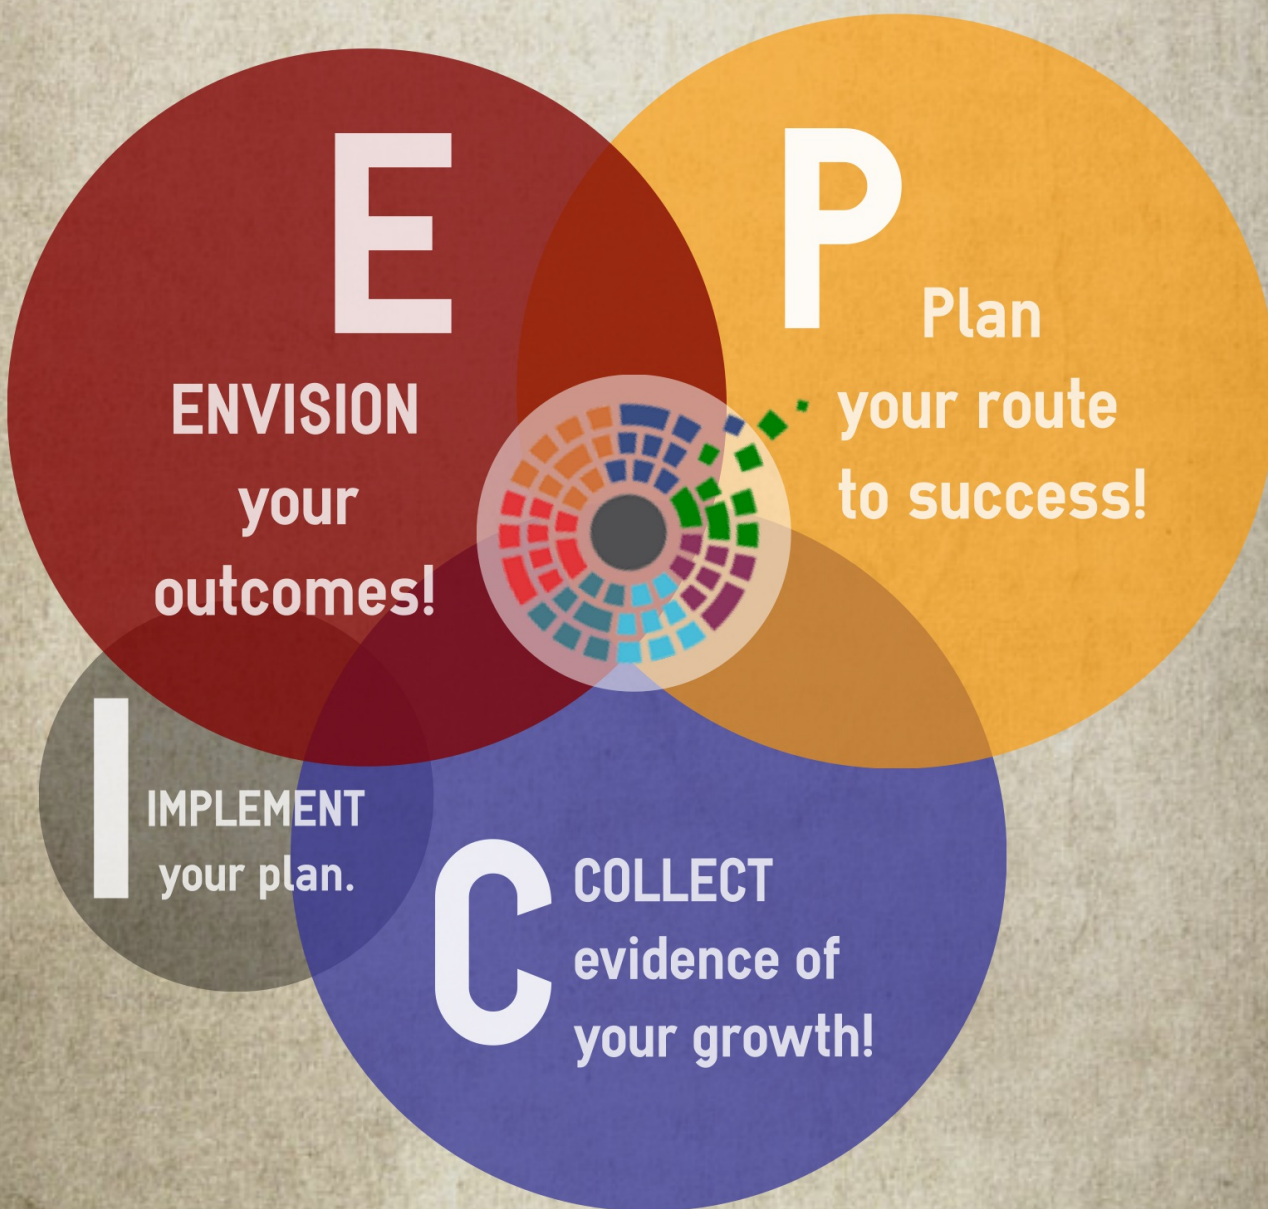 E
ENVISION
your
outcomes!
P
Plan
your route
to success!
I
IMPLEMENT
your plan.
C
COLLECT
evidence of
your growth!